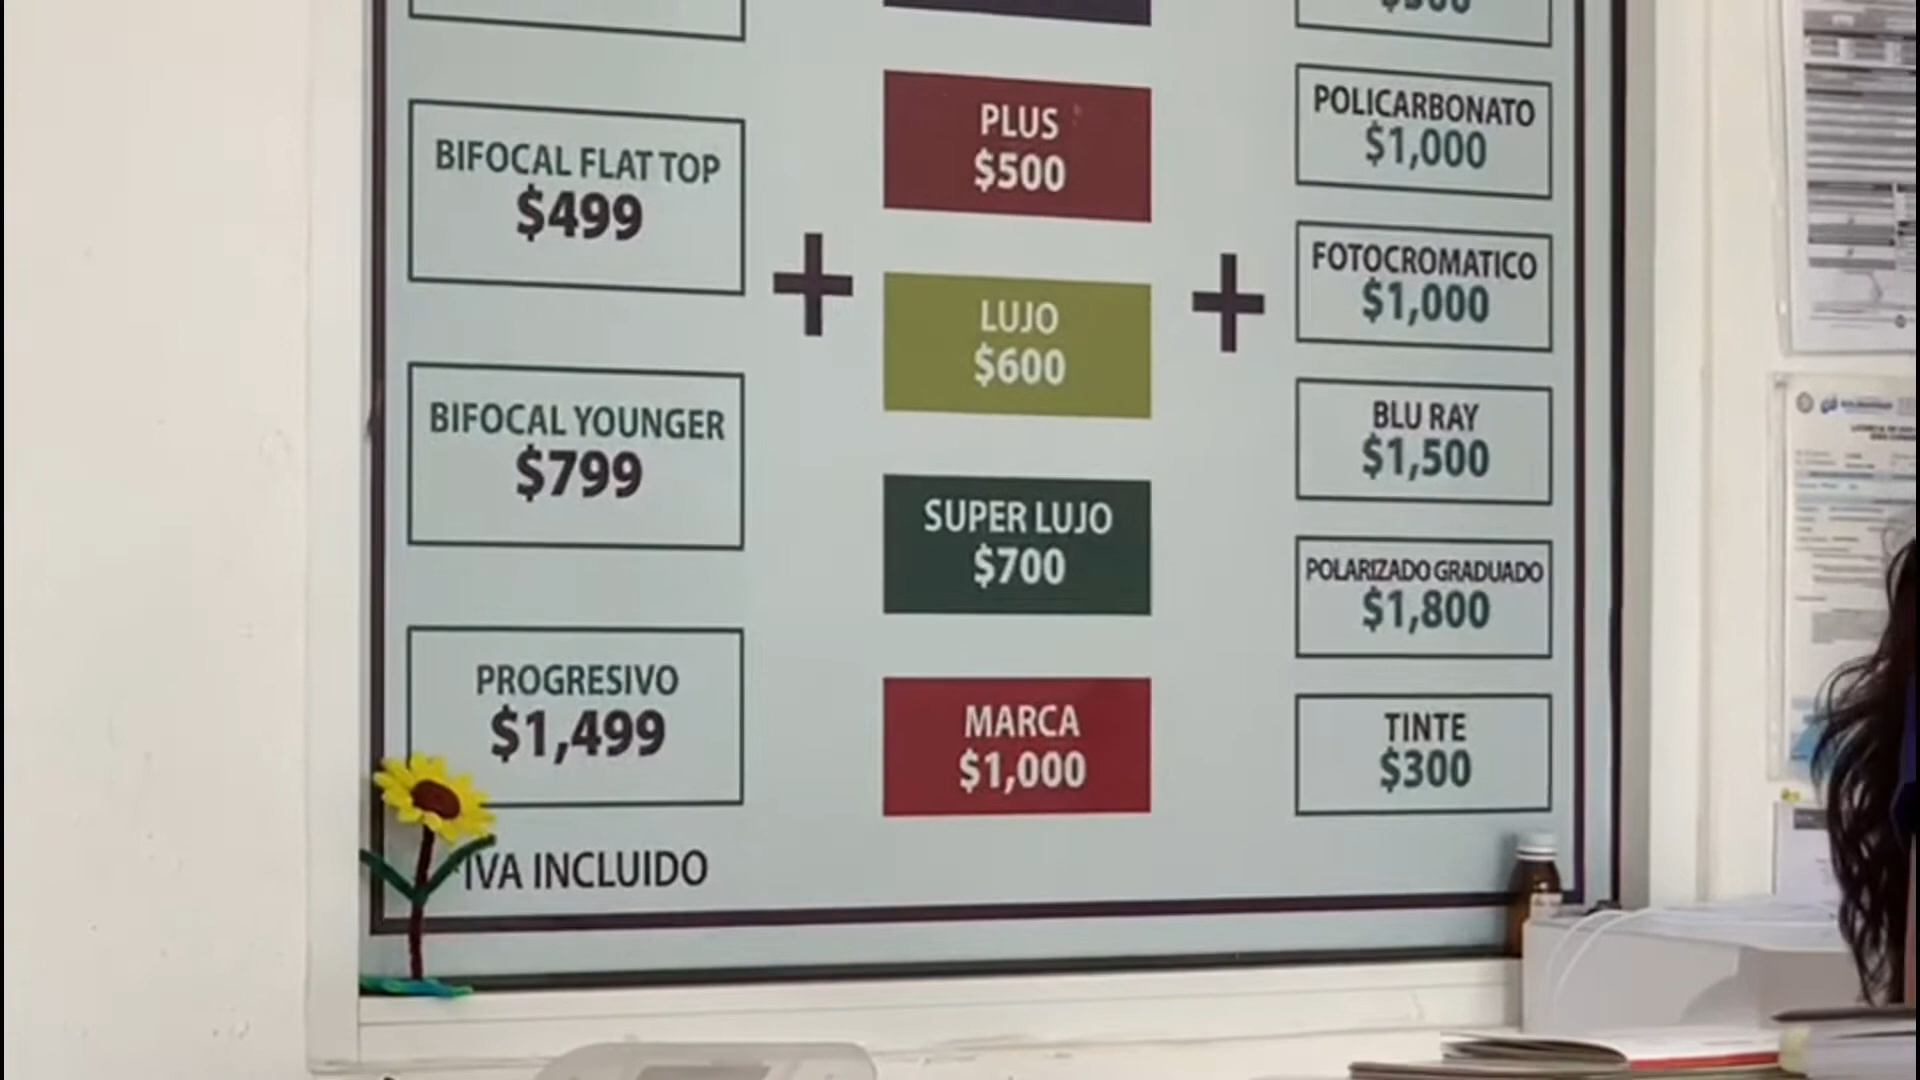 BIFOCAL FLAT TOP
$499
BIFOCAL YOUNGER
$799
PROGRESIVO
$1,499
+
PLUS
$500
LUJO
$600
SUPER LUJO
$700
MARCA
$1,000
+
POLICARBONATO
$1,000
FOTOCROMATICO
$1,000
BLU RAY
$1,500
POLARIZADO GRADUADO
$1,800
TINTE
$300
*IVA INCLUIDO